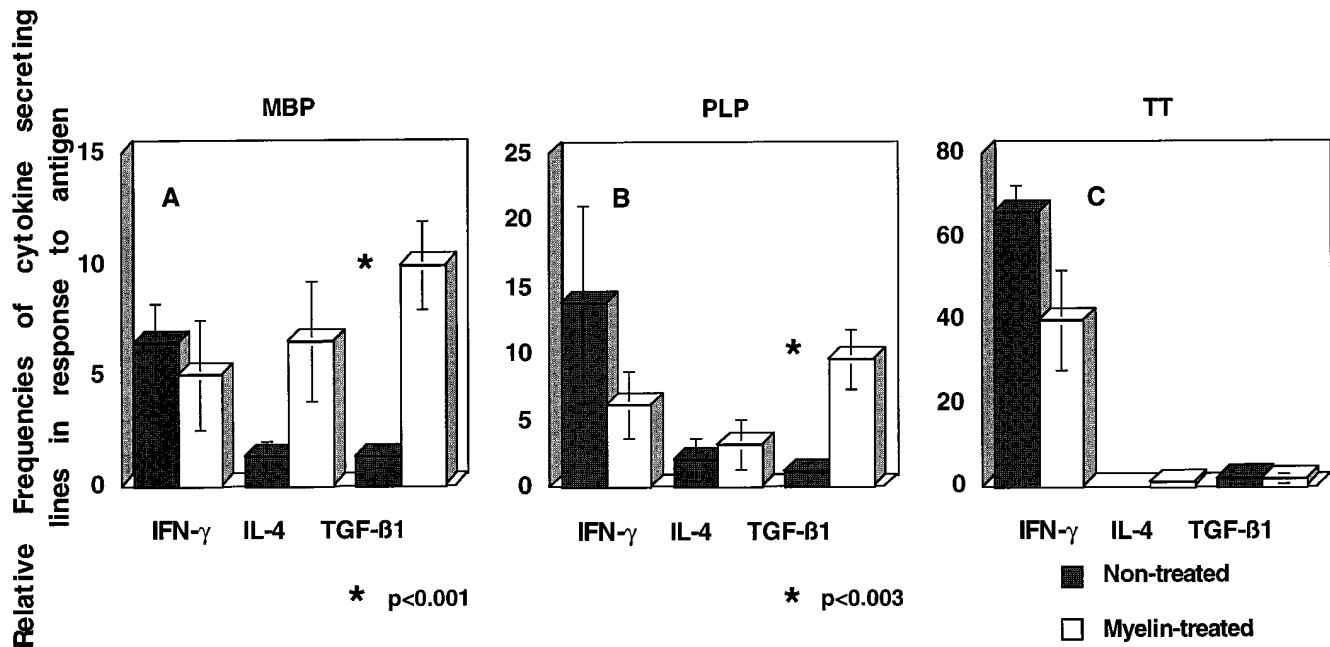 Relative Frequencies of cytokine secreting
lines in response to antigen
MBP
15
10
5
0
A
*
IFN-γ IL-4 TGF-ß1
* p<0.001
PLP
25
20
15
10
5
0
B
*
IFN-γ IL-4 TGF-ß1
* p<0.003
TT
80
60
40
20
0
C
IFN-γ IL-4 TGF-ß1
Non-treated
Myelin-treated